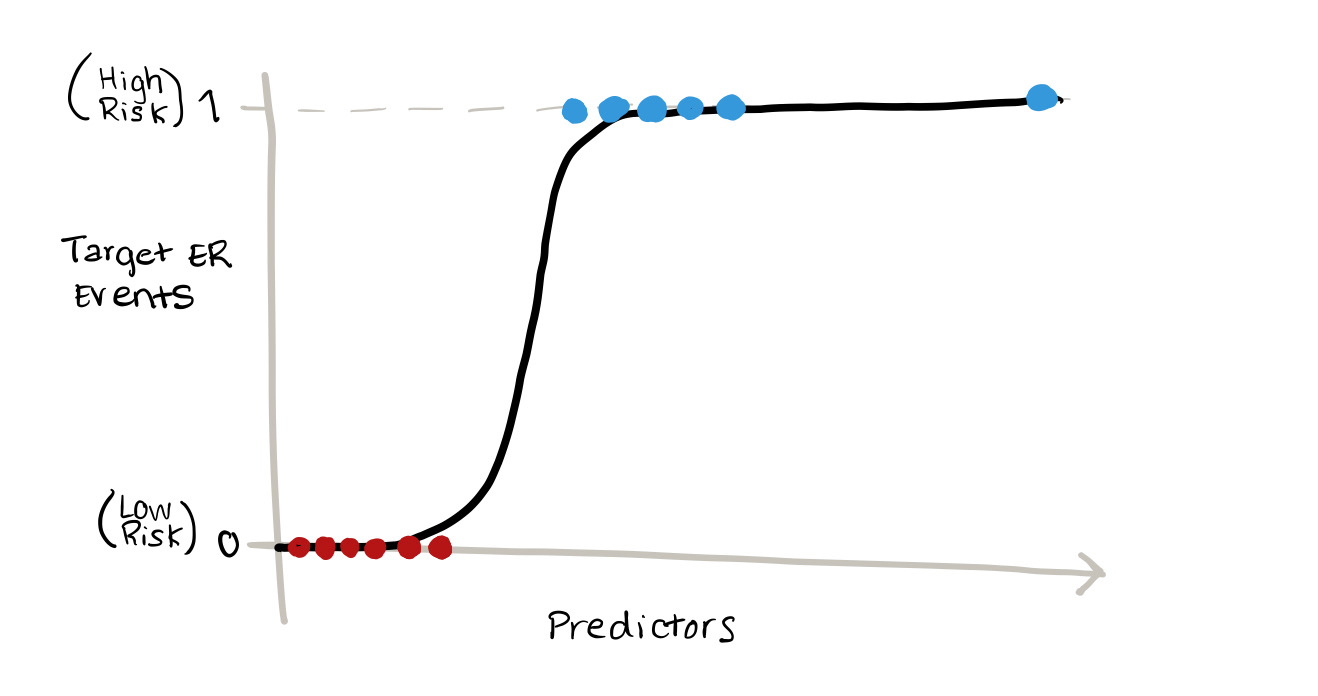 (High
Risk) 1
Target ER
Events
(Low
Risk) 0
Predictors